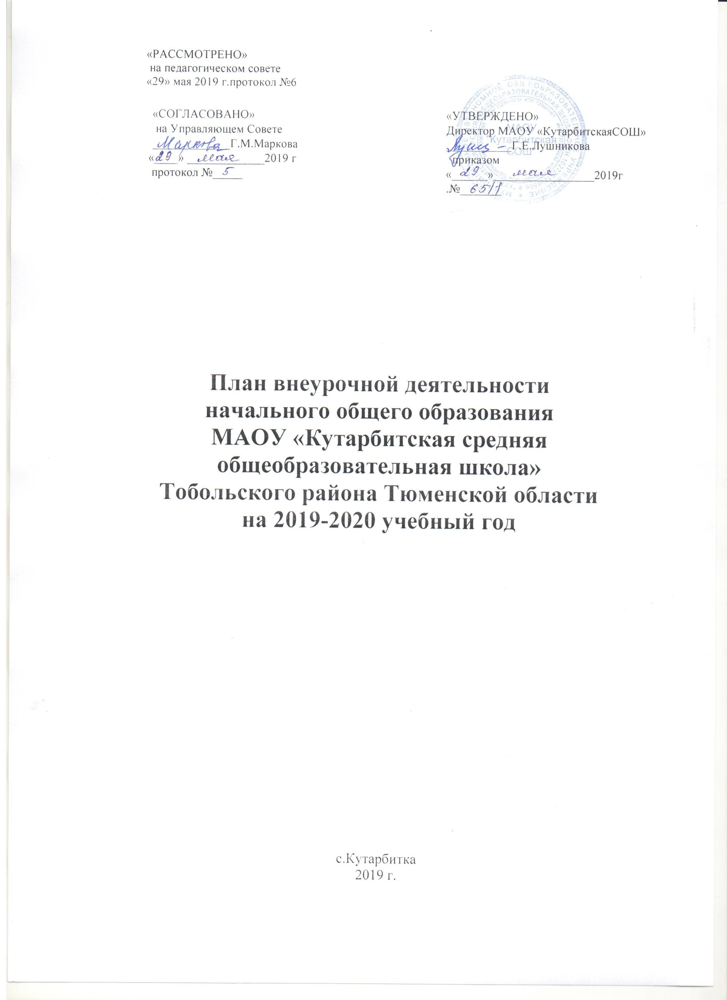 «РАССМОТРЕНО»
на педагогическом совете
«29» мая 2019 г.протокол №6
«СОГЛАСОВАНО»
на Управляющем Совете
Маркова Г.М.Маркова
«29» мая 2019 г
протокол № 5
«УТВЕРЖДЕНО»
Директор МАОУ «КутарбитскаяСОШ»
Г.Е.Лушникова
приказом
«29» мая 2019г
.№ 65/1
МАОУ
"Кутарбитская
СОШ"
План внеурочной деятельности
начального общего образования
МАОУ «Кутарбитская средняя
общеобразовательная школа»
Тобольского района Тюменской области
на 2019-2020 учебный год
с.Кутарбитка
2019 г.